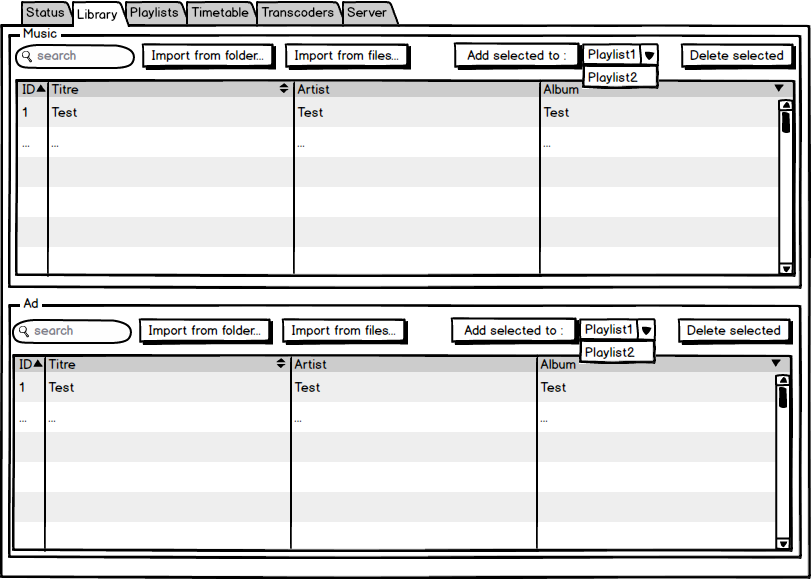 Status Library Playlists Timetable Transcoders Server
Music
search Import from folder... Import from files... Add selected to : Playlist1 Delete selected
Playlist2
ID Titre Artist Album
1 Test Test Test
... ... ... ...
Ad
search Import from folder... Import from files... Add selected to : Playlist1 Delete selected
Playlist2
ID Titre Artist Album
1 Test Test Test
... ... ... ...